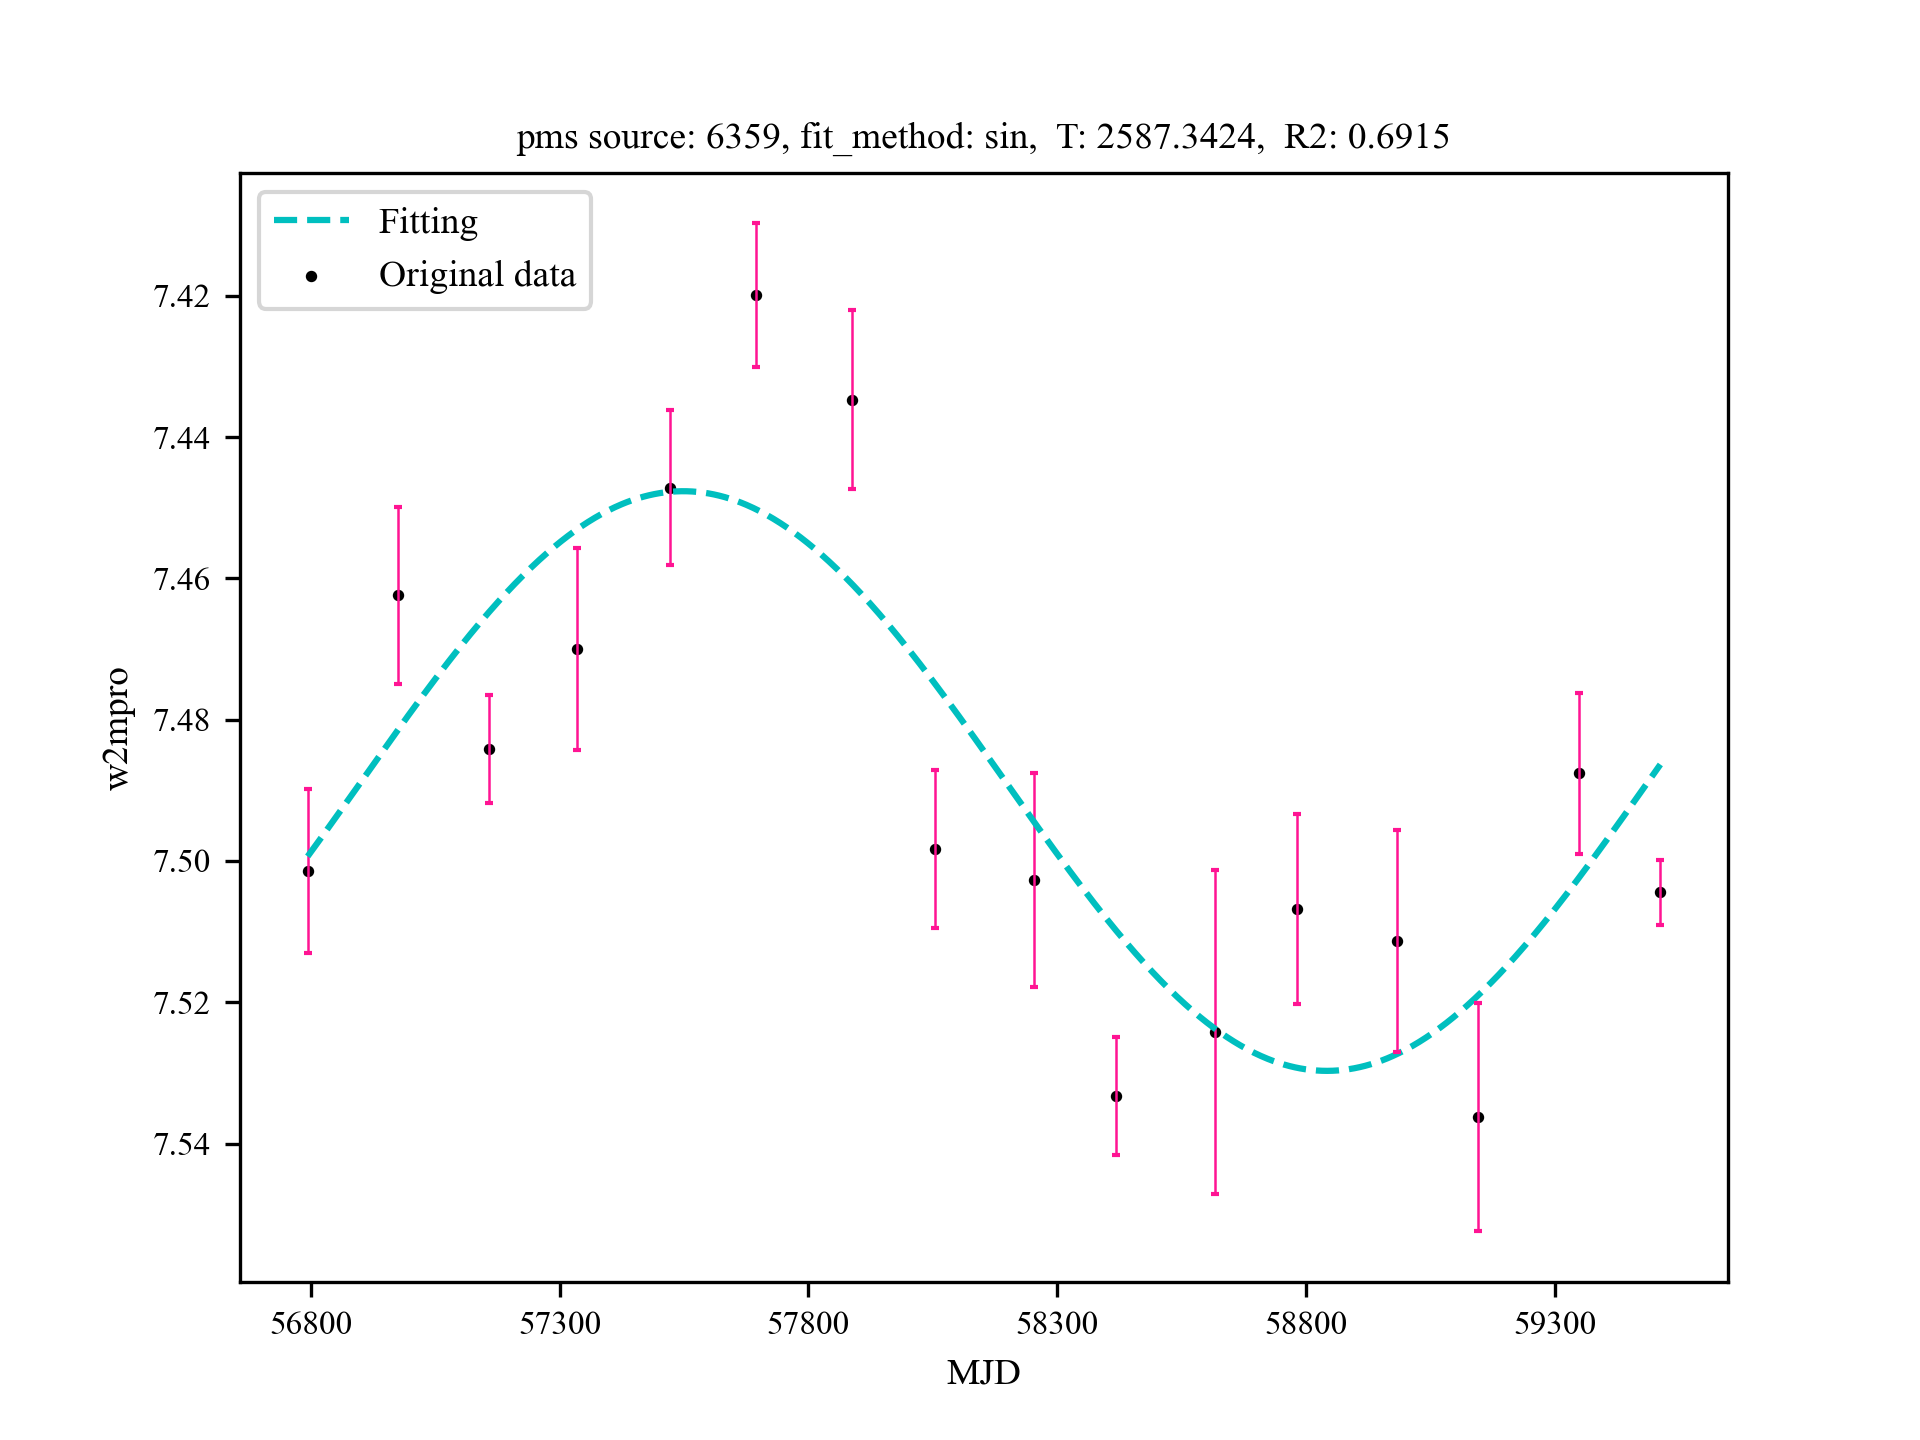 pms source: 6359, fit_method: sin,  T: 2587.3424,  R2: 0.6915
Fitting
Original data
7.42
7.44
7.46
7.48
7.50
7.52
7.54
w2mpro
56800 57300 57800 58300 58800 59300
MJD